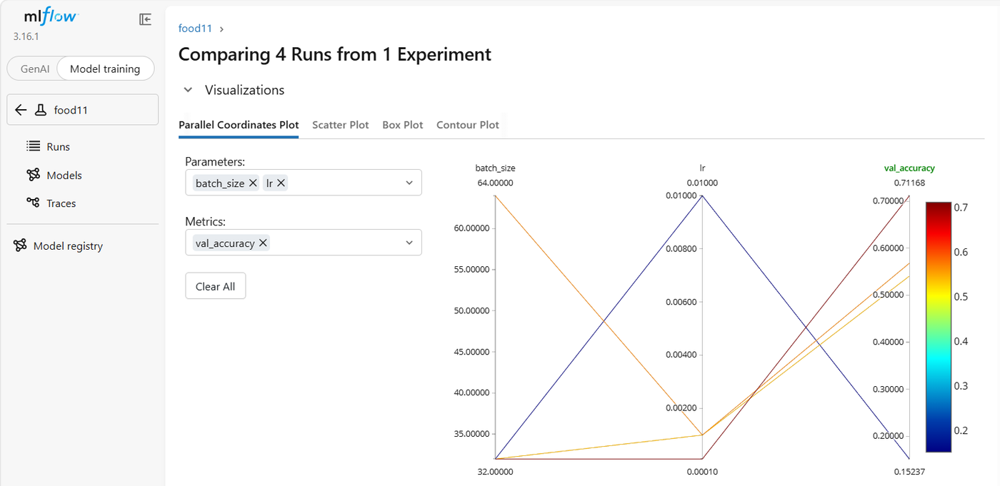 mlflow
3.16.1
GenAI
Model training
food11
Runs
Models
Traces
Model registry
food11
Comparing 4 Runs from 1 Experiment
Visualizations
Parallel Coordinates Plot
Scatter Plot
Box Plot
Contour Plot
Parameters:
batch_size
lr
Metrics:
val_accuracy
Clear All
batch_size
64.00000
60.00000
55.00000
50.00000
45.00000
40.00000
35.00000
32.00000
lr
0.01000
0.01000
0.00800
0.00600
0.00400
0.00200
0.00010
val_accuracy
0.71168
0.70000
0.60000
0.50000
0.40000
0.30000
0.20000
0.15237
0.7
0.6
0.5
0.4
0.3
0.2